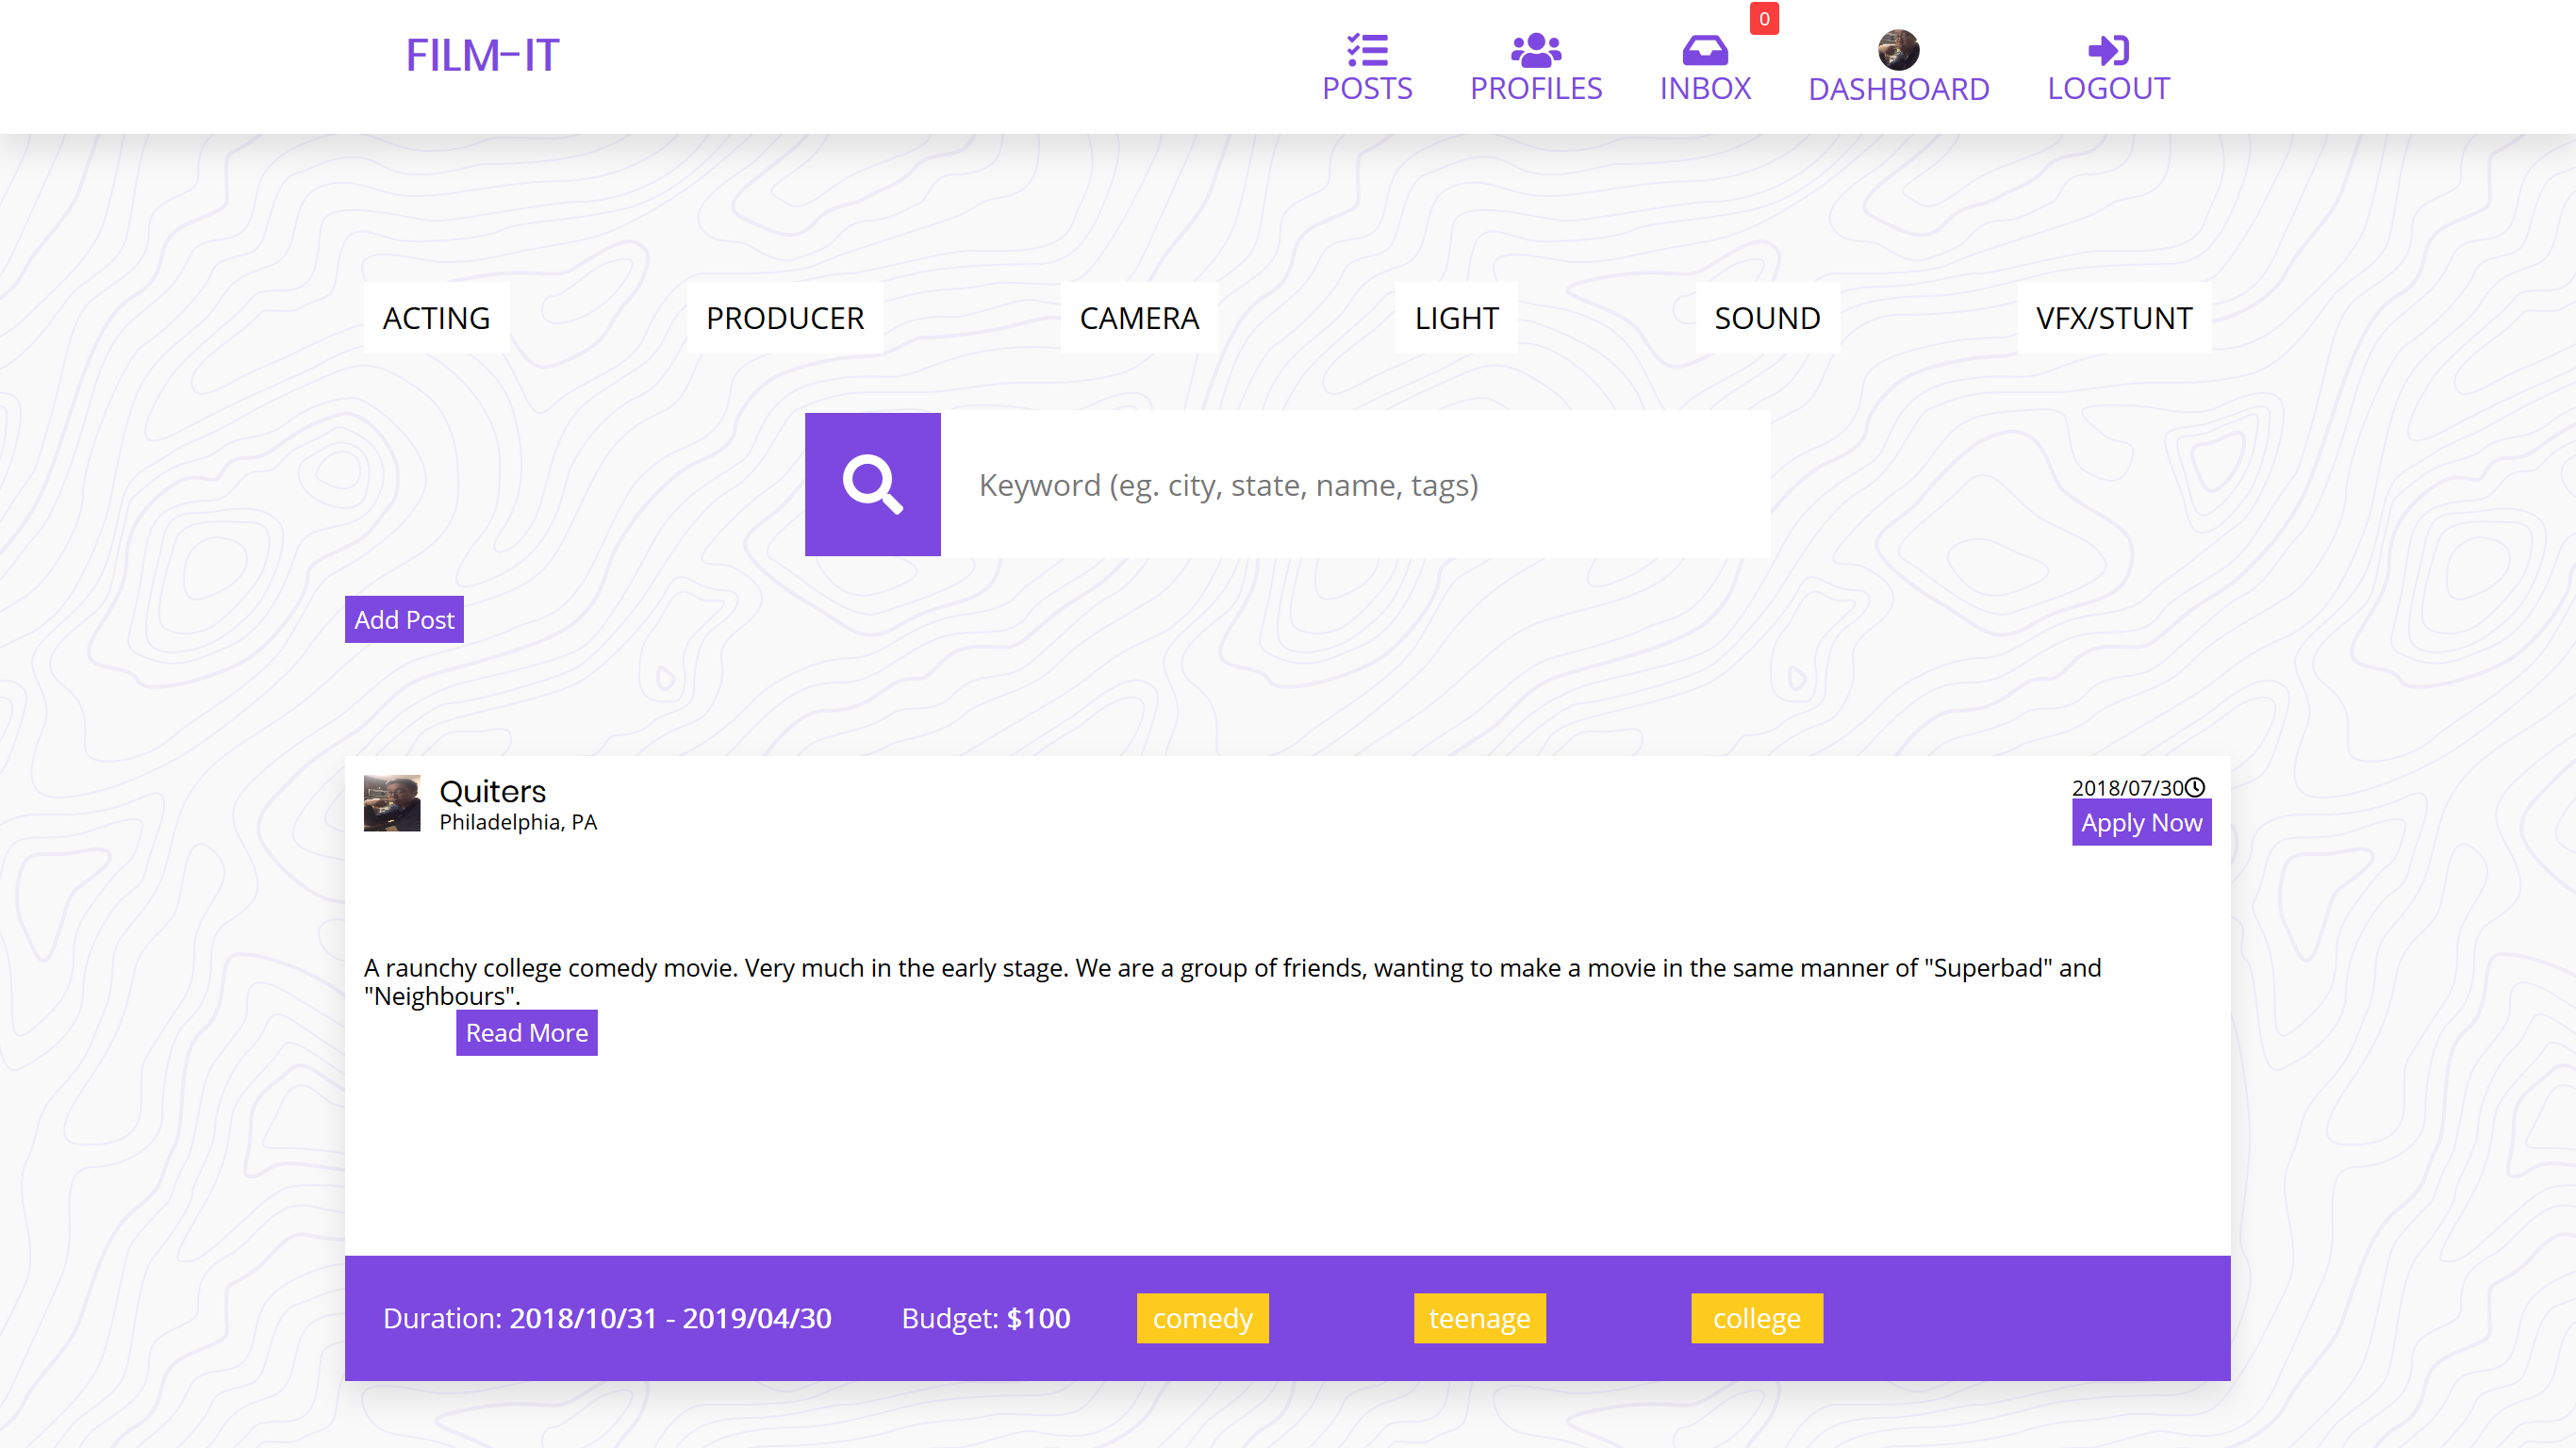 FILM-IT
0
POSTS
PROFILES
INBOX
DASHBOARD
LOGOUT
ACTING
PRODUCER
CAMERA
LIGHT
SOUND
VFX/STUNT
Keyword (eg. city, state, name, tags)
Add Post
Quiters
Philadelphia, PA
2018/07/30
Apply Now
A raunchy college comedy movie. Very much in the early stage. We are a group of friends, wanting to make a movie in the same manner of "Superbad" and
"Neighbours".
Read More
Duration: 2018/10/31 - 2019/04/30
Budget: $100
comedy
teenage
college